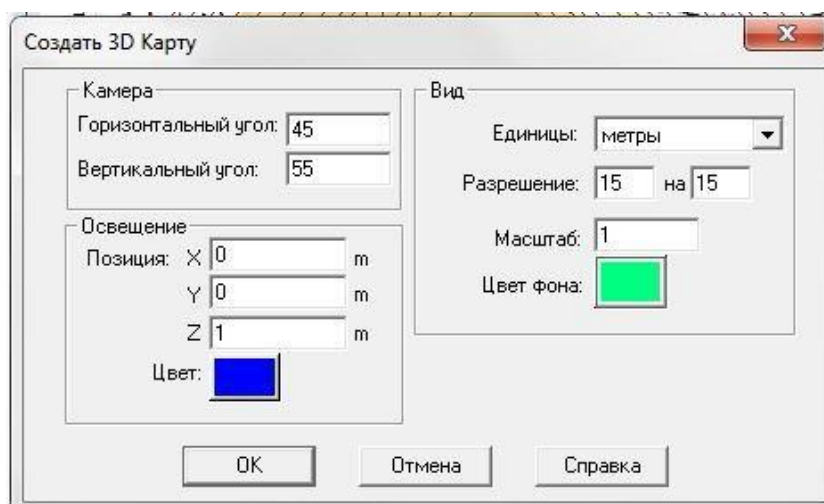 Создать 3D Карту
Камера
Горизонтальный угол: 45
Вертикальный угол: 55
Освещение
Позиция: X 0 m
Y 0 m
Z 1 m
Цвет:
Вид
Единицы: метры
Разрешение: 15 на 15
Масштаб: 1
Цвет фона:
OK Отмена Справка